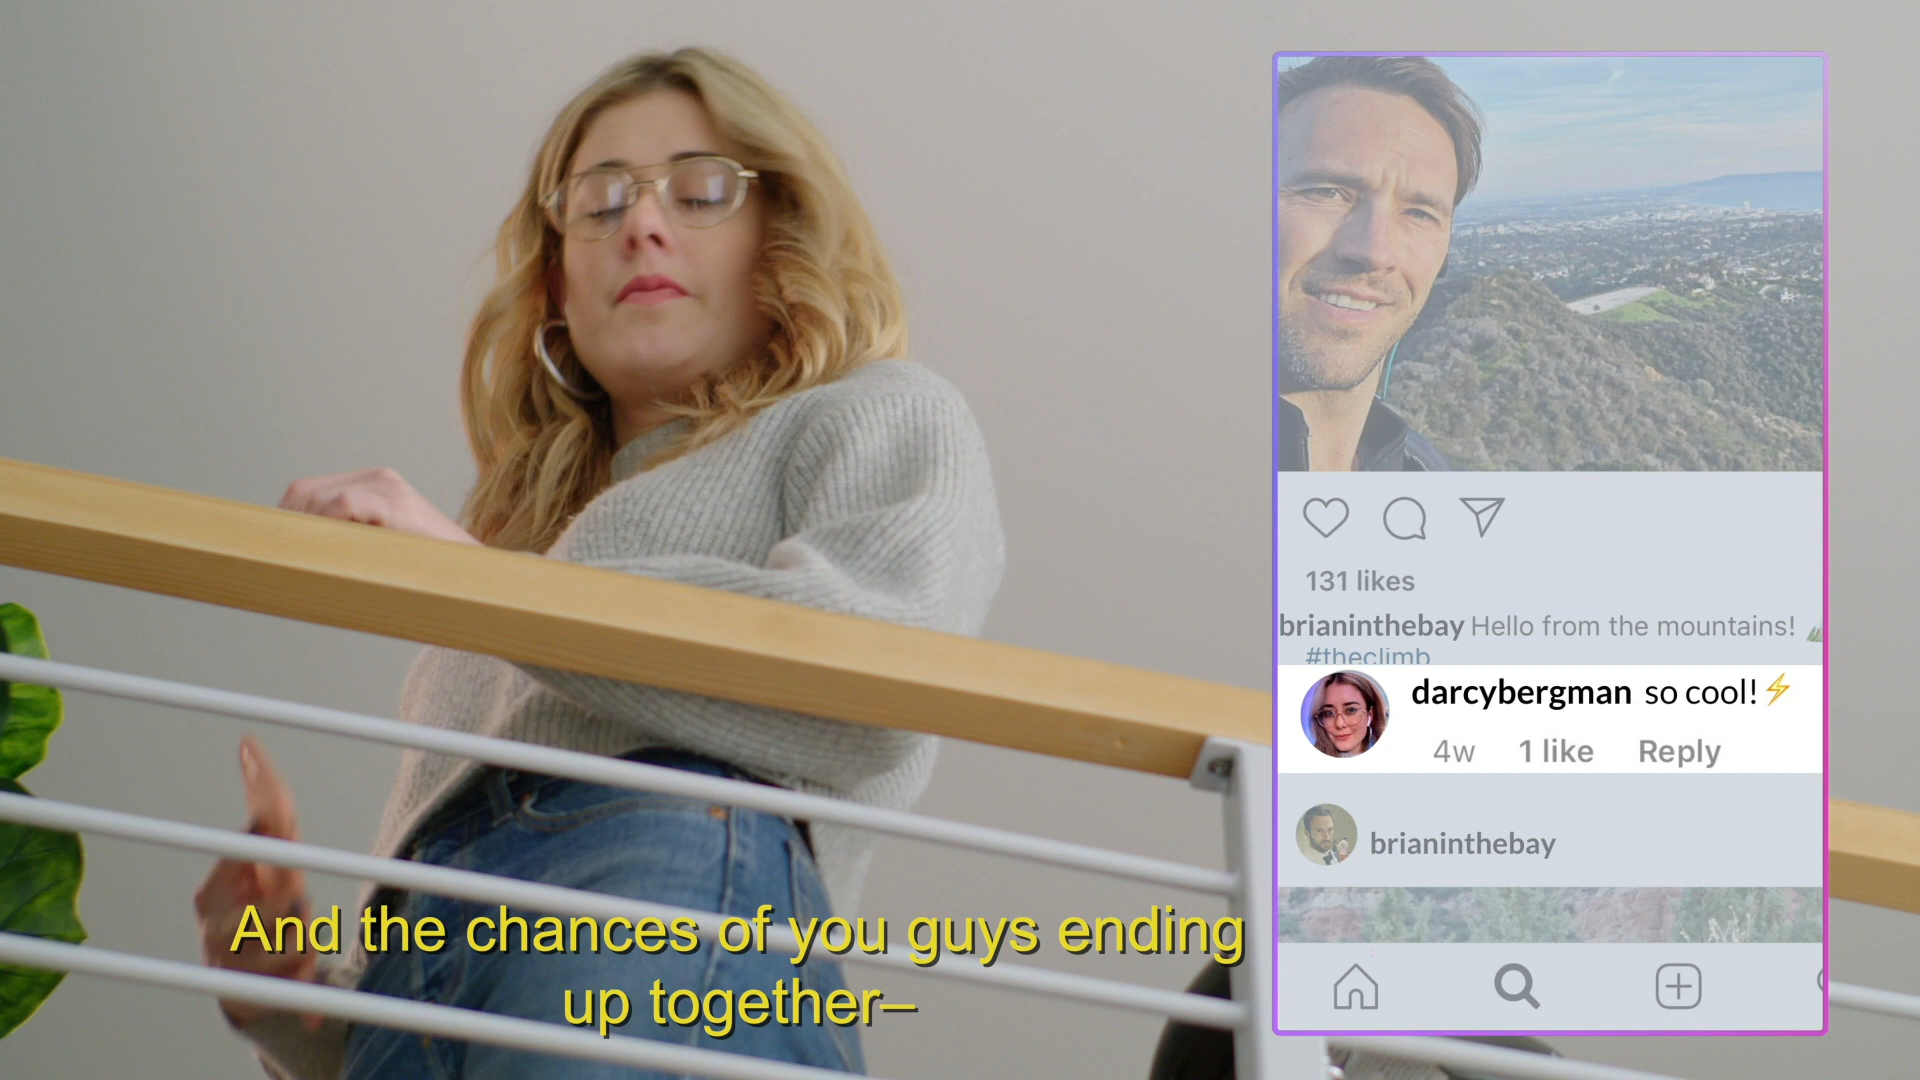 131 likes
brianinthebay Hello from the mountains!
#theclimb
darcybergman so cool!⚡
4w 1 like Reply
brianinthebay
And the chances of you guys ending
up together–